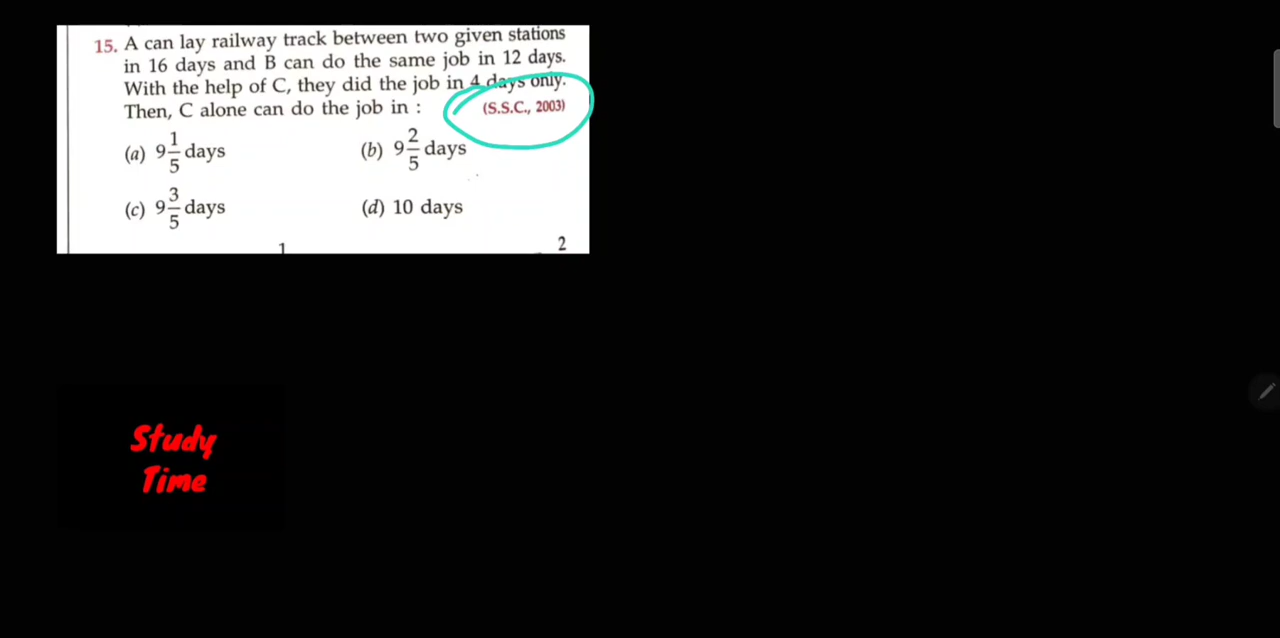 15. A can lay railway track between two given stations
in 16 days and B can do the same job in 12 days.
With the help of C, they did the job in 4 days only.
Then, C alone can do the job in :
(S.S.C., 2003)
(a) 9 1/5 days
(b) 9 2/5 days
(c) 9 3/5 days
(d) 10 days
1
2
Study
Time